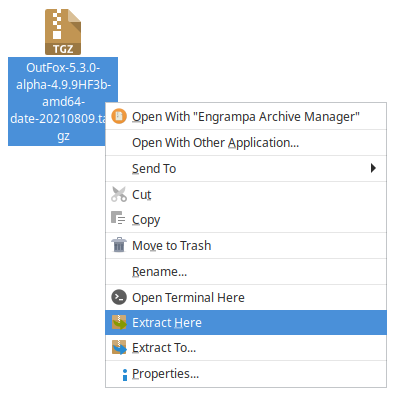 TGZ
OutFox-5.3.0-
alpha-4.9.9HF3b-
amd64-
date-20210809.ta
gz
Open With "Engrampa Archive Manager"
Open With Other Application...
Send To
Cut
Copy
Move to Trash
Rename...
Open Terminal Here
Extract Here
Extract To...
Properties...